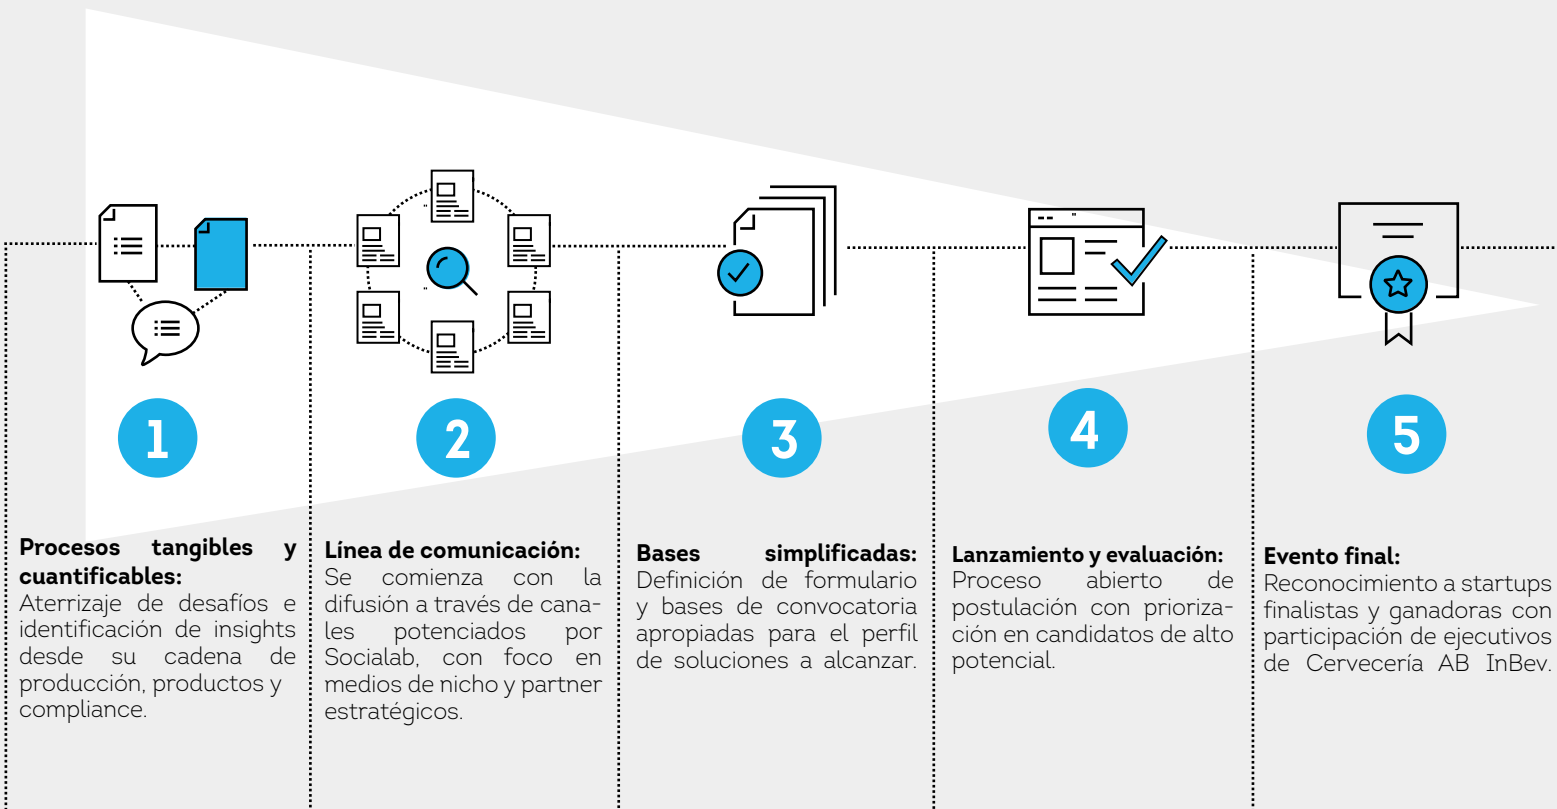 1
Procesos tangibles y
cuantificables:
Aterrizaje de desafíos e
identificación de insights
desde su cadena de
producción, productos y
compliance.
2
Línea de comunicación:
Se comienza con la
difusión a través de cana-
les potenciados por
Socialab, con foco en
medios de nicho y partner
estratégicos.
3
Bases simplificadas:
Definición de formulario
y bases de convocatoria
apropiadas para el perfil
de soluciones a alcanzar.
4
Lanzamiento y evaluación:
Proceso abierto de
postulación con prioriza-
ción en candidatos de alto
potencial.
5
Evento final:
Reconocimiento a startups
finalistas y ganadoras con
participación de ejecutivos
de Cervecería AB InBev.